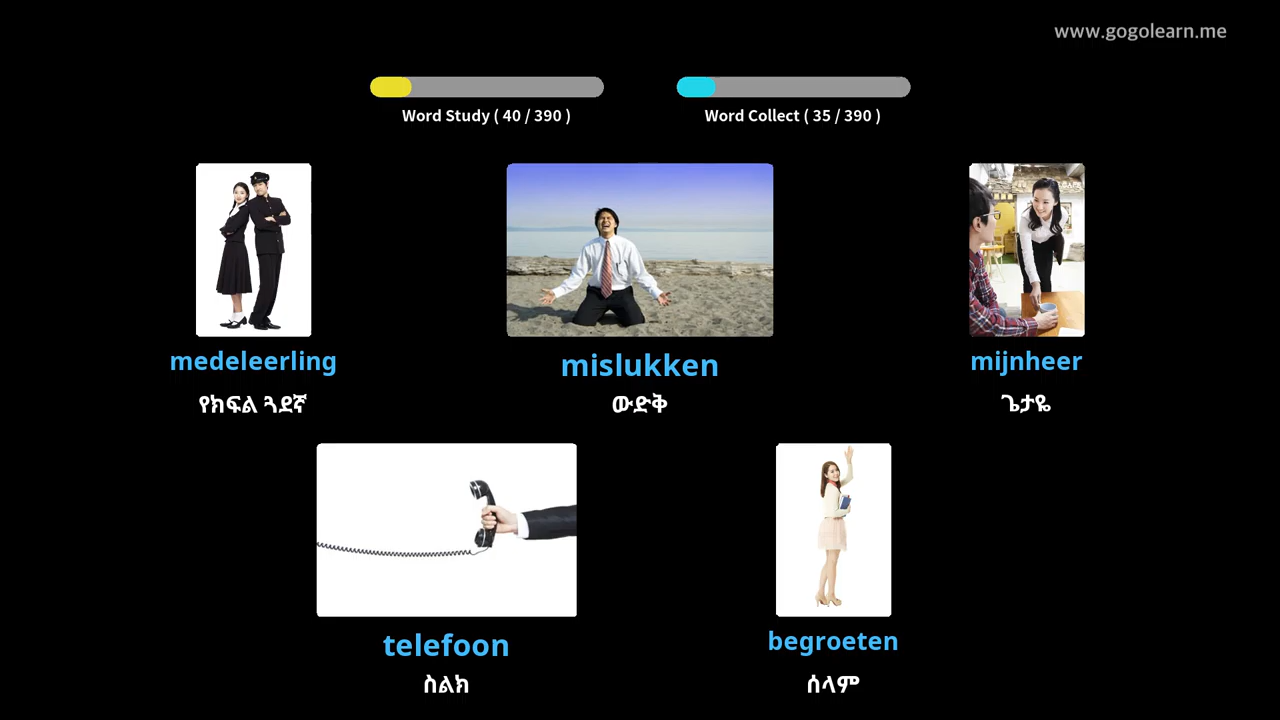 www.gogolearn.me
Word Study ( 40 / 390 )
Word Collect ( 35 / 390 )
medeleerling
የክፍል ጓደኛ
mislukken
ውድቅ
mijnheer
ጌታዬ
telefoon
ስልክ
begroeten
ሰላም